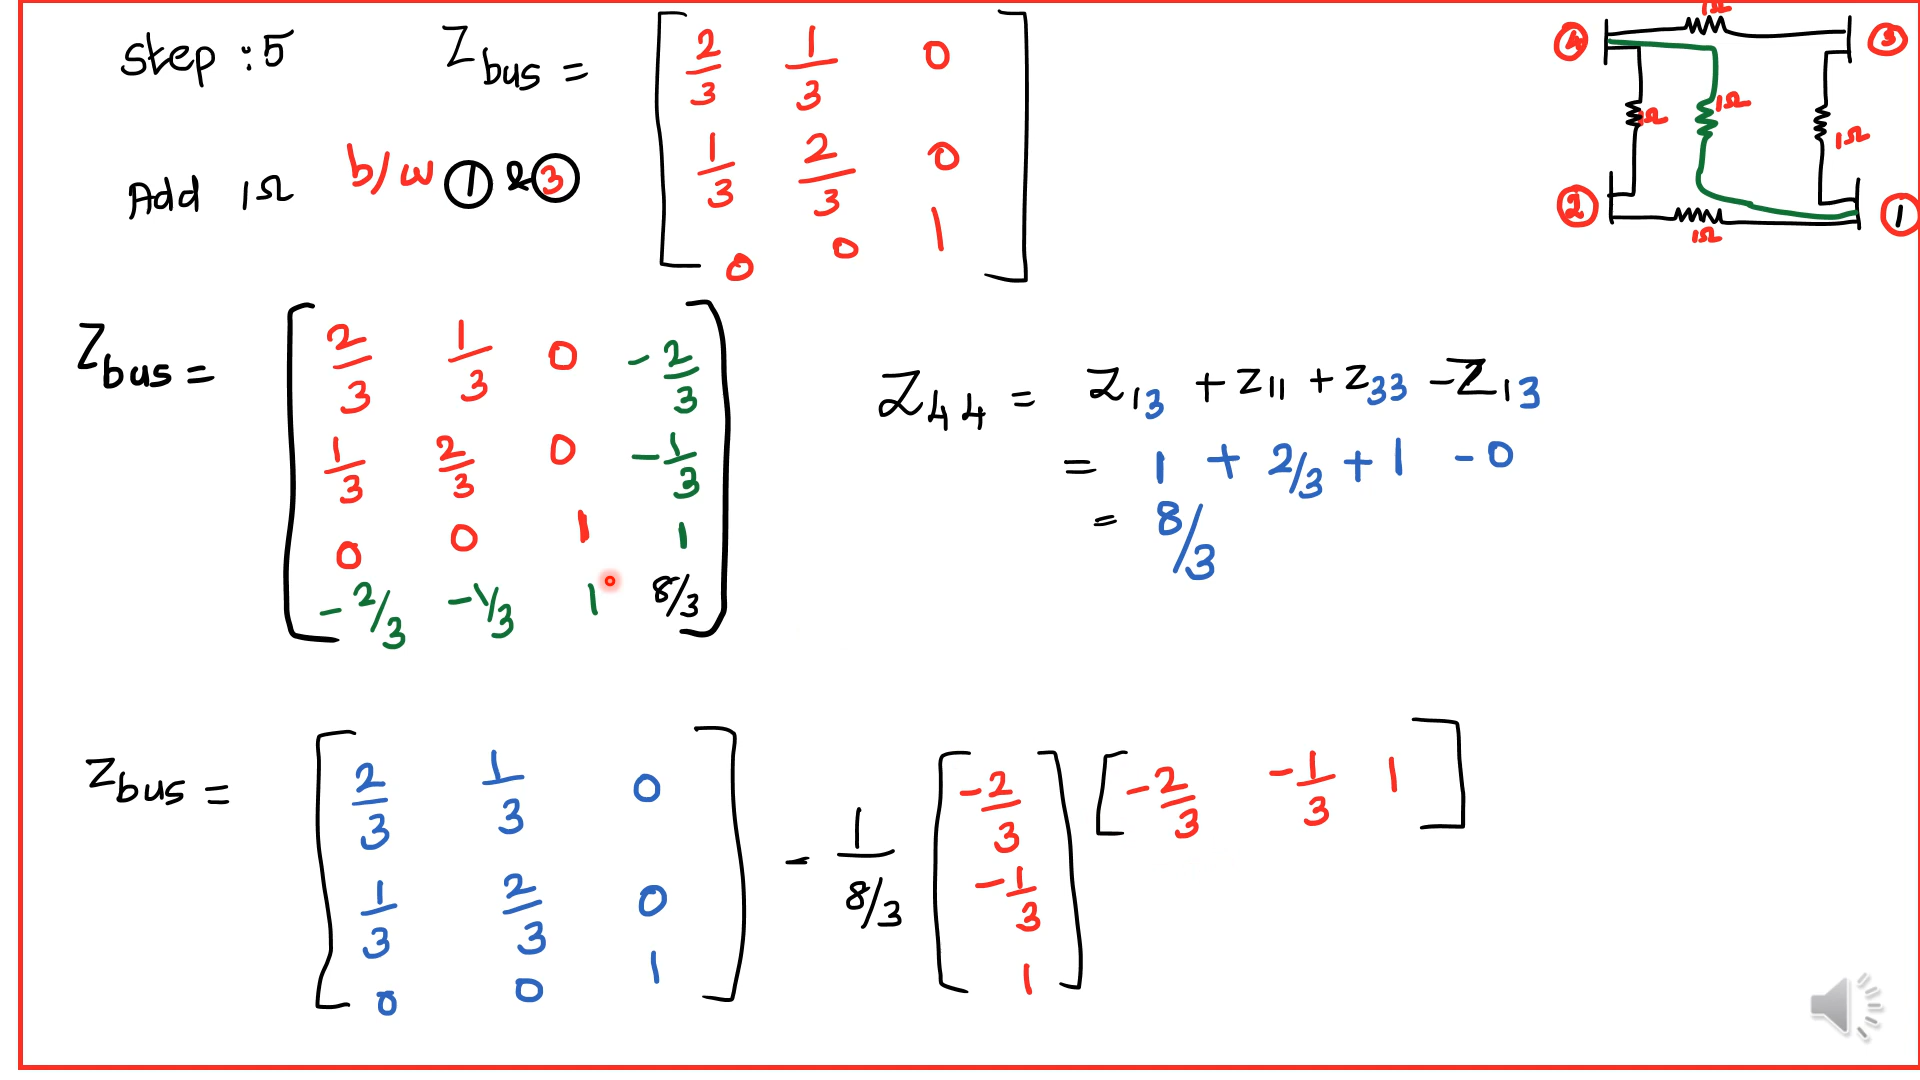 Step : 5
Z bus =
2/3 1/3 0
1/3 2/3 0
0 0 1
Add 1Ω b/w 1 & 3
4 1Ω 3
1Ω 1Ω 1Ω
2 1Ω 1
Z bus =
2/3 1/3 0 -2/3
1/3 2/3 0 -1/3
0 0 1 1
-2/3 -1/3 1 8/3
Z44 = Z13 + Z11 + Z33 - Z13
= 1 + 2/3 + 1 - 0
= 8/3
Z bus =
2/3 1/3 0
1/3 2/3 0
0 0 1
- 1/(8/3)
-2/3
-1/3
1
-2/3 -1/3 1